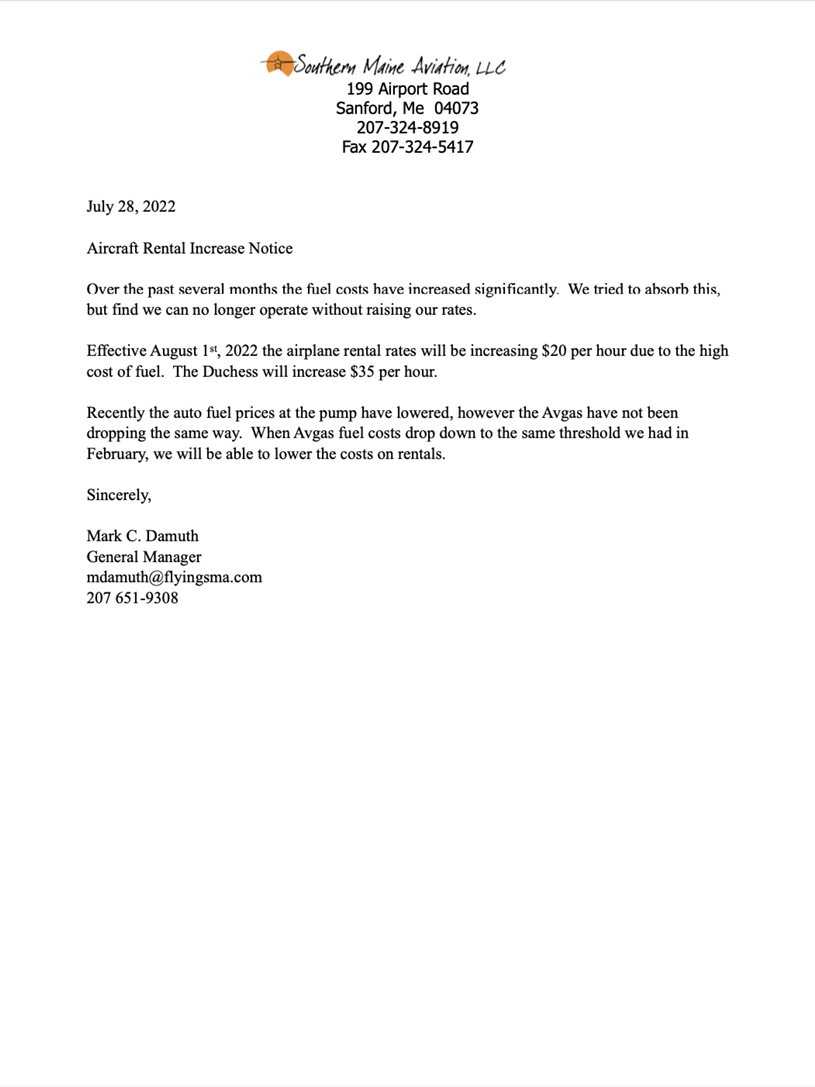 Southern Maine Aviation, LLC
199 Airport Road
Sanford, Me  04073
207-324-8919
Fax 207-324-5417
July 28, 2022
Aircraft Rental Increase Notice
Over the past several months the fuel costs have increased significantly.  We tried to absorb this,
but find we can no longer operate without raising our rates.
Effective August 1st, 2022 the airplane rental rates will be increasing $20 per hour due to the high
cost of fuel.  The Duchess will increase $35 per hour.
Recently the auto fuel prices at the pump have lowered, however the Avgas have not been
dropping the same way.  When Avgas fuel costs drop down to the same threshold we had in
February, we will be able to lower the costs on rentals.
Sincerely,
Mark C. Damuth
General Manager
mdamuth@flyingsma.com
207 651-9308